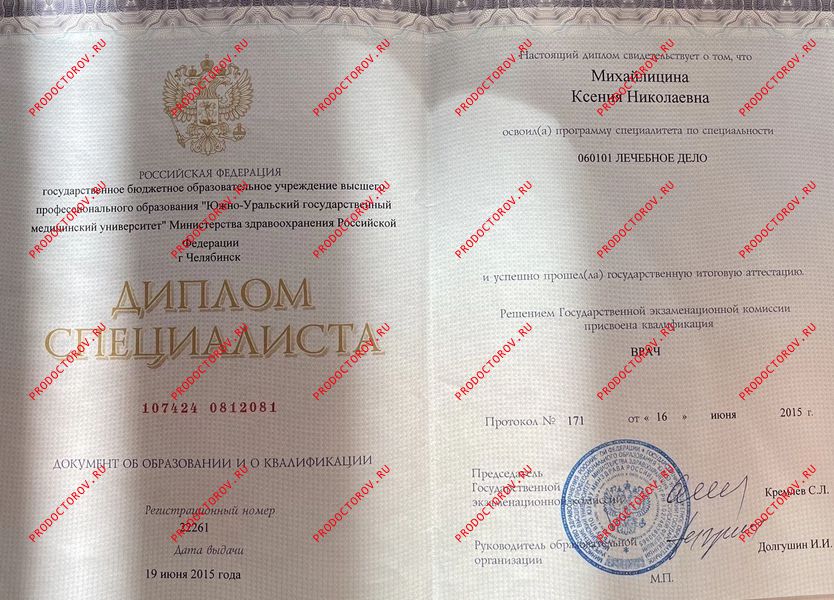 РОССИЙСКАЯ ФЕДЕРАЦИЯ
государственное бюджетное образовательное учреждение высшего
профессионального образования "Южно-Уральский государственный
медицинский университет" Министерства здравоохранения Российской
Федерации
г Челябинск
ДИПЛОМ
СПЕЦИАЛИСТА
107424 0812081
ДОКУМЕНТ ОБ ОБРАЗОВАНИИ И О КВАЛИФИКАЦИИ
Регистрационный номер
22261
Дата выдачи
19 июня 2015 года
Настоящий диплом свидетельствует о том, что
Михайлицина
Ксения Николаевна
освоил(а) программу специалитета по специальности
060101 ЛЕЧЕБНОЕ ДЕЛО
и успешно прошел(ла) государственную итоговую аттестацию.
Решением Государственной экзаменационной комиссии
присвоена квалификация
ВРАЧ
Протокол № 171 от « 16 » июня 2015 г.
Председатель
Государственной
экзаменационной комиссии
Кремлев С.Л.
Руководитель образовательной
организации
Долгушин И.И.
М.П.
PRODOCTOROV.RU